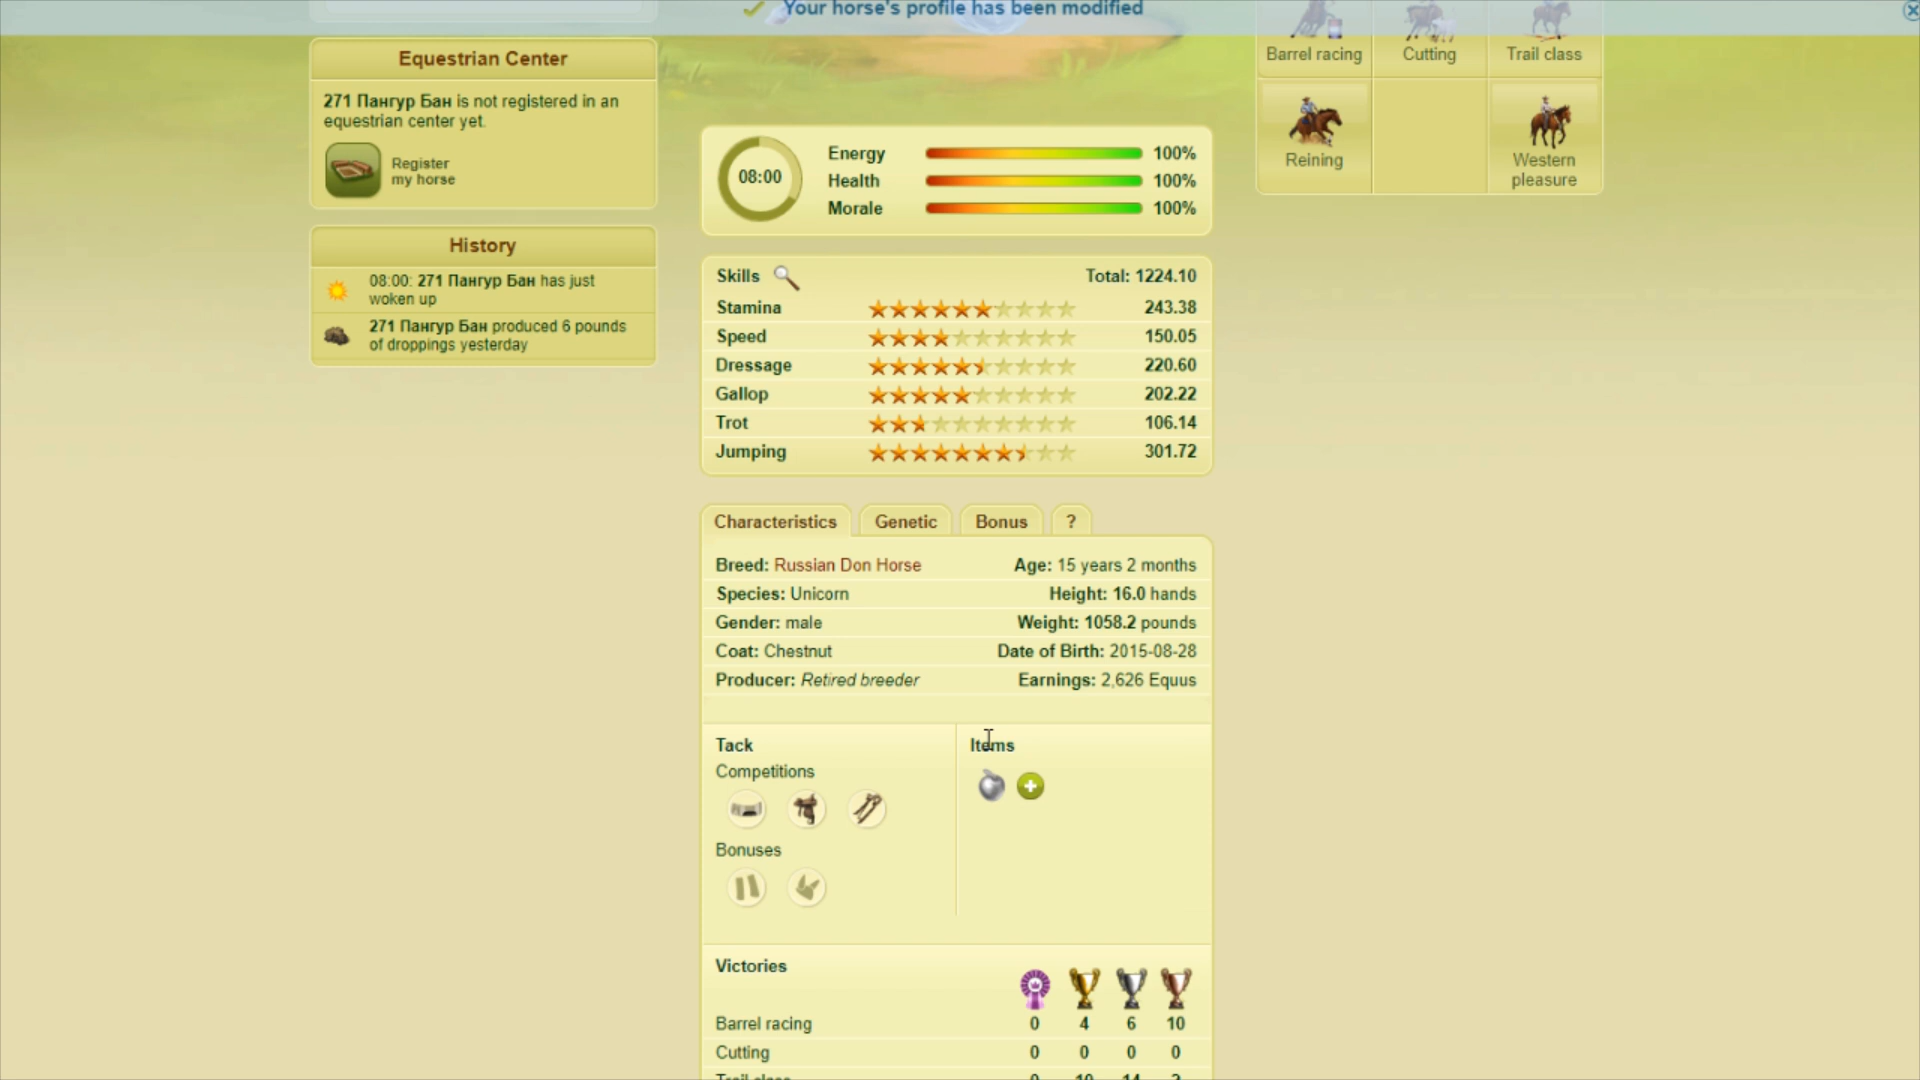 Your horse's profile has been modified
Equestrian Center
271 Пангур Бан is not registered in an
equestrian center yet.
Register
my horse
History
08:00: 271 Пангур Бан has just
woken up
271 Пангур Бан produced 6 pounds
of droppings yesterday
08:00
Energy 100%
Health 100%
Morale 100%
Skills Total: 1224.10
Stamina 243.38
Speed 150.05
Dressage 220.60
Gallop 202.22
Trot 106.14
Jumping 301.72
Characteristics Genetic Bonus ?
Breed: Russian Don Horse Age: 15 years 2 months
Species: Unicorn Height: 16.0 hands
Gender: male Weight: 1058.2 pounds
Coat: Chestnut Date of Birth: 2015-08-28
Producer: Retired breeder Earnings: 2,626 Equus
Tack
Competitions
Bonuses
Items
Victories
Barrel racing 0 4 6 10
Cutting 0 0 0 0
Trail class
Barrel racing Cutting Trail class
Reining Western
pleasure